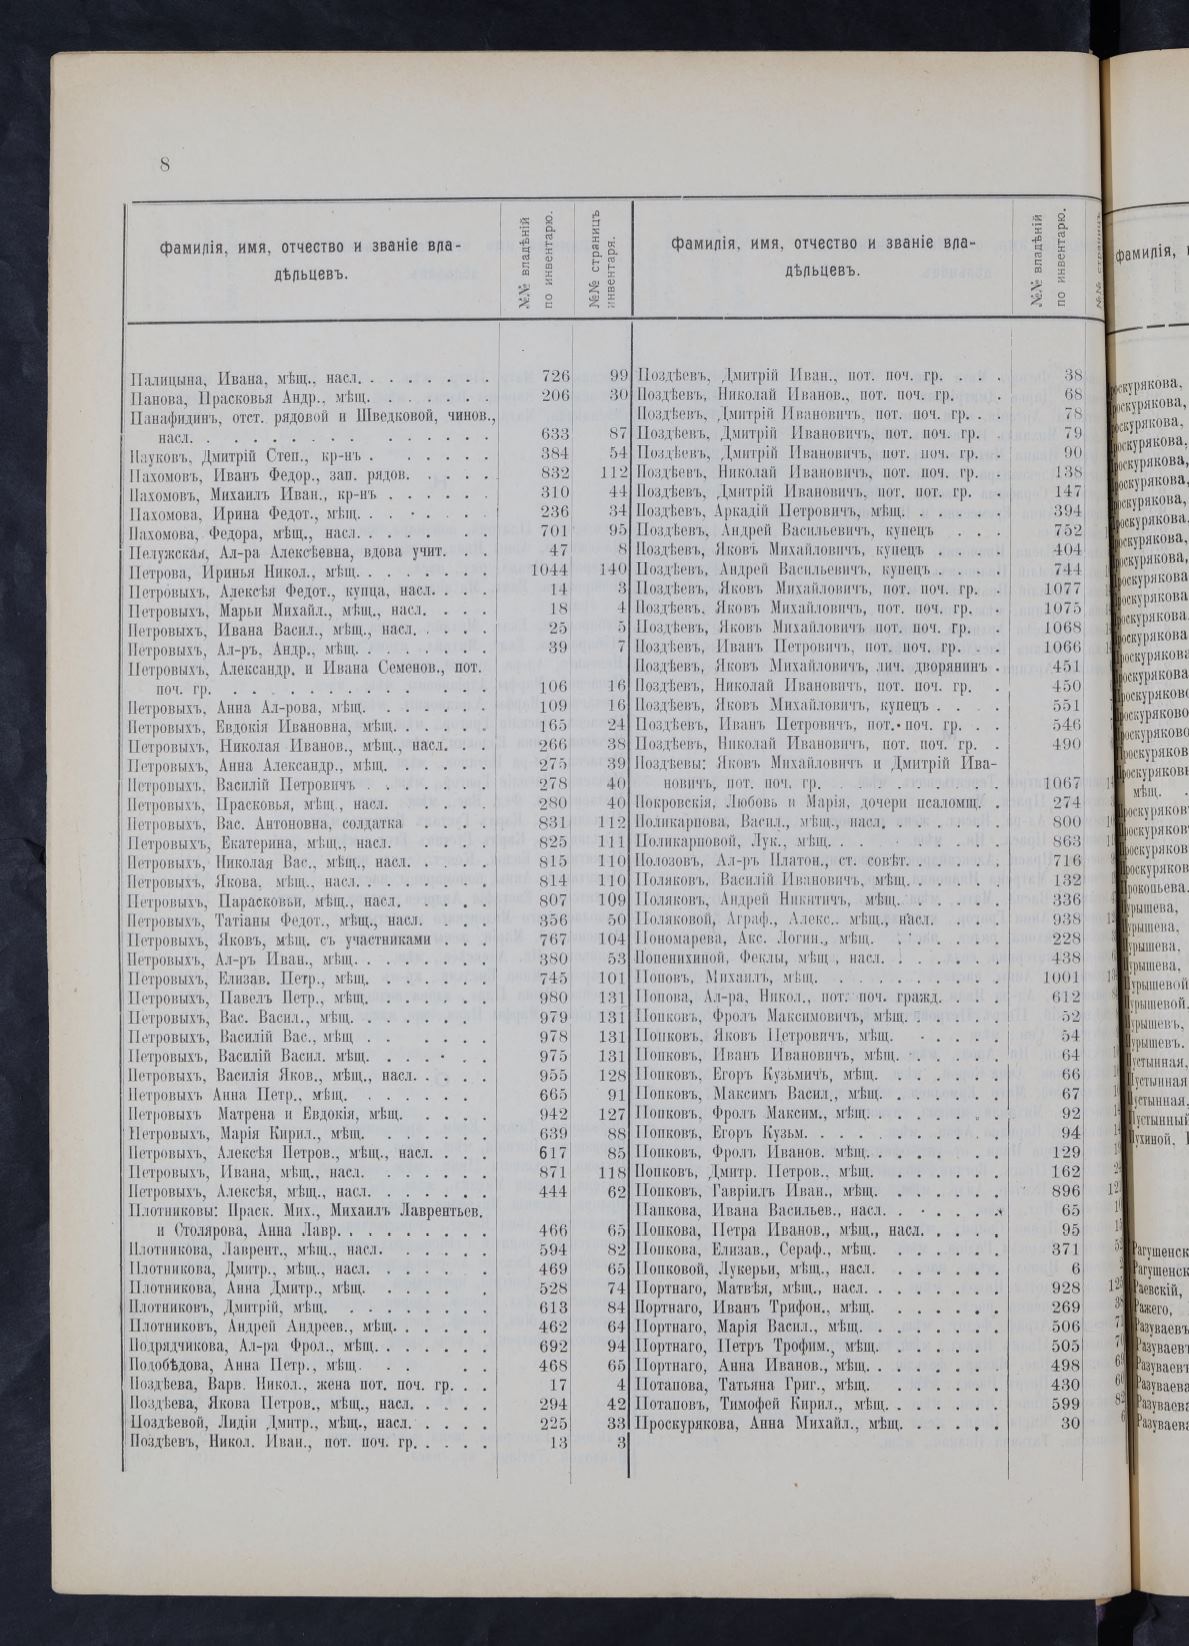 8
Фамилія, имя, отчество и званіе вла-
дѣльцевъ.
№№ владѣній
по инвентарю.
№№ страницъ
инвентаря.
Палицына, Ивана, мѣщ., насл. 726 99
Панова, Прасковья Андр., мѣщ. 206 30
Панафидинъ, отст. рядовой и Шведковой, чинов.,
насл. 633 87
Пауковъ, Дмитрій Степ., кр-нъ 384 54
Пахомовъ, Иванъ Федор., зап. рядов. 832 112
Пахомовъ, Михаилъ Иван., кр-нъ 310 44
Пахомова, Ирина Федот., мѣщ. 236 34
Пахомова, Федора, мѣщ., насл. 701 95
Пелужская, Ал-ра Алексѣевна, вдова учит. 47 8
Петрова, Иринья Никол., мѣщ. 1044 140
Петровыхъ, Алексѣя Федот., купца, насл. 14 3
Петровыхъ, Марьи Михайл., мѣщ., насл. 18 4
Петровыхъ, Ивана Васил., мѣщ., насл. 25 5
Петровыхъ, Ал-ръ, Андр., мѣщ. 39 7
Петровыхъ, Александр. и Ивана Семенов., пот.
поч. гр. 106 16
Петровыхъ, Анна Ал-рова, мѣщ. 109 16
Петровыхъ, Евдокія Ивановна, мѣщ. 165 24
Петровыхъ, Николая Иванов., мѣщ., насл. 266 38
Петровыхъ, Анна Александр., мѣщ. 275 39
Петровыхъ, Василій Петровичъ 278 40
Петровыхъ, Прасковья, мѣщ., насл. 280 40
Петровыхъ, Вас. Антоновна, солдатка 831 112
Петровыхъ, Екатерина, мѣщ., насл. 825 111
Петровыхъ, Николая Вас., мѣщ., насл. 815 110
Петровыхъ, Якова, мѣщ., насл. 814 110
Петровыхъ, Парасковьи, мѣщ., насл. 807 109
Петровыхъ, Татіаны Федот., мѣщ., насл. 356 50
Петровыхъ, Яковъ, мѣщ. съ участниками 767 104
Петровыхъ, Ал-ръ Иван., мѣщ. 380 53
Петровыхъ, Елизав. Петр., мѣщ. 745 101
Петровыхъ, Павелъ Петр., мѣщ. 980 131
Петровыхъ, Вас. Васил., мѣщ. 979 131
Петровыхъ, Василій Вас., мѣщ 978 131
Петровыхъ, Василій Васил. мѣщ. 975 131
Петровыхъ, Василія Яков., мѣщ., насл. 955 128
Петровыхъ Анна Петр., мѣщ. 665 91
Петровыхъ Матрена и Евдокія, мѣщ. 942 127
Петровыхъ, Марія Кирил., мѣщ. 639 88
Петровыхъ, Алексѣя Петров., мѣщ., насл. 617 85
Петровыхъ, Ивана, мѣщ., насл. 871 118
Петровыхъ, Алексѣя, мѣщ., насл. 444 62
Плотниковы: Праск. Мих., Михаилъ Лаврентьев.
и Столярова, Анна Лавр. 466 65
Плотникова, Лаврент., мѣщ., насл. 594 82
Плотникова, Дмитр., мѣщ., насл. 469 65
Плотникова, Анна Дмитр., мѣщ. 528 74
Плотниковъ, Дмитрій, мѣщ. 613 84
Плотниковъ, Андрей Андреев., мѣщ. 462 64
Подрядчикова, Ал-ра Фрол., мѣщ. 692 94
Подобѣдова, Анна Петр., мѣщ. 468 65
Поздѣева, Варв. Никол., жена пот. поч. гр. 17 4
Поздѣева, Якова Петров., мѣщ., насл. 294 42
Поздѣевой, Лидіи Дмитр., мѣщ., насл. 225 33
Поздѣевъ, Никол. Иван., пот. поч. гр. 13 3
Фамилія, имя, отчество и званіе вла-
дѣльцевъ.
№№ владѣній
по инвентарю.
Поздѣевъ, Дмитрій Иван., пот. поч. гр. 38
Поздѣевъ, Николай Иванов., пот. поч. гр. 68
Поздѣевъ, Дмитрій Ивановичъ, пот. поч. гр. 78
Поздѣевъ, Дмитрій Ивановичъ, пот. поч. гр. 79
Поздѣевъ, Дмитрій Ивановичъ, пот. поч. гр. 90
Поздѣевъ, Николай Ивановичъ, пот. поч. гр. 138
Поздѣевъ, Дмитрій Ивановичъ, пот. пот. гр. 147
Поздѣевъ, Аркадій Петровичъ, мѣщ. 394
Поздѣевъ, Андрей Васильевичъ, купецъ 752
Поздѣевъ, Яковъ Михайловичъ, купецъ 404
Поздѣевъ, Андрей Васильевичъ, купецъ 744
Поздѣевъ, Яковъ Михайловичъ, пот. поч. гр. 1077
Поздѣевъ, Яковъ Михайловичъ, пот. поч. гр. 1075
Поздѣевъ, Яковъ Михайловичъ пот. поч. гр. 1068
Поздѣевъ, Иванъ Петровичъ, пот. поч. гр. 1066
Поздѣевъ, Яковъ Михайловичъ, лич. дворянинъ 451
Поздѣевъ, Николай Ивановичъ, пот. поч. гр. 450
Поздѣевъ, Яковъ Михайловичъ, купецъ 551
Поздѣевъ, Иванъ Петровичъ, пот. поч. гр. 546
Поздѣевъ, Николай Ивановичъ, пот. поч. гр. 490
Поздѣевы: Яковъ Михайловичъ и Дмитрій Ива-
новичъ, пот. поч. гр. 1067
Покровскія, Любовь и Марія, дочери псаломщ. 274
Поликарпова, Васил., мѣщ., насл. 800
Поликарповой, Лук., мѣщ. 863
Полозовъ, Ал-ръ Платон., ст. совѣт. 716
Поляковъ, Василій Ивановичъ, мѣщ. 132
Поляковъ, Андрей Никитичъ, мѣщ. 336
Поляковой, Аграф., Алекс.. мѣщ., насл. 938
Пономарева, Акс. Логин., мѣщ. 228
Попенихиной, Феклы, мѣщ., насл. 438
Поповъ, Михаилъ, мѣщ. 1001
Попова, Ал-ра, Никол., пот. поч. гражд. 612
Попковъ, Фролъ Максимовичъ, мѣщ. 52
Попковъ, Яковъ Петровичъ, мѣщ. 54
Попковъ, Иванъ Ивановичъ, мѣщ. 64
Попковъ, Егоръ Кузьмичъ, мѣщ. 66
Попковъ, Максимъ Васил., мѣщ. 67
Попковъ, Фролъ Максим., мѣщ. 92
Попковъ, Егоръ Кузьм. 94
Попковъ, Фролъ Иванов. мѣщ. 129
Попковъ, Дмитр. Петров., мѣщ. 162
Попковъ, Гавріилъ Иван., мѣщ. 896
Папкова, Ивана Васильев., насл. 65
Попкова, Петра Иванов., мѣщ., насл. 95
Попкова, Елизав., Сераф., мѣщ. 371
Попковой, Лукерьи, мѣщ., насл. 6
Портнаго, Матвѣя, мѣщ., насл. 928
Портнаго, Иванъ Трифон., мѣщ. 269
Портнаго, Марія Васил., мѣщ. 506
Портнаго, Петръ Трофим., мѣщ. 505
Портнаго, Анна Иванов., мѣщ. 498
Потапова, Татьяна Григ., мѣщ. 430
Потаповъ, Тимофей Кирил., мѣщ. 599
Проскурякова, Анна Михайл., мѣщ. 30